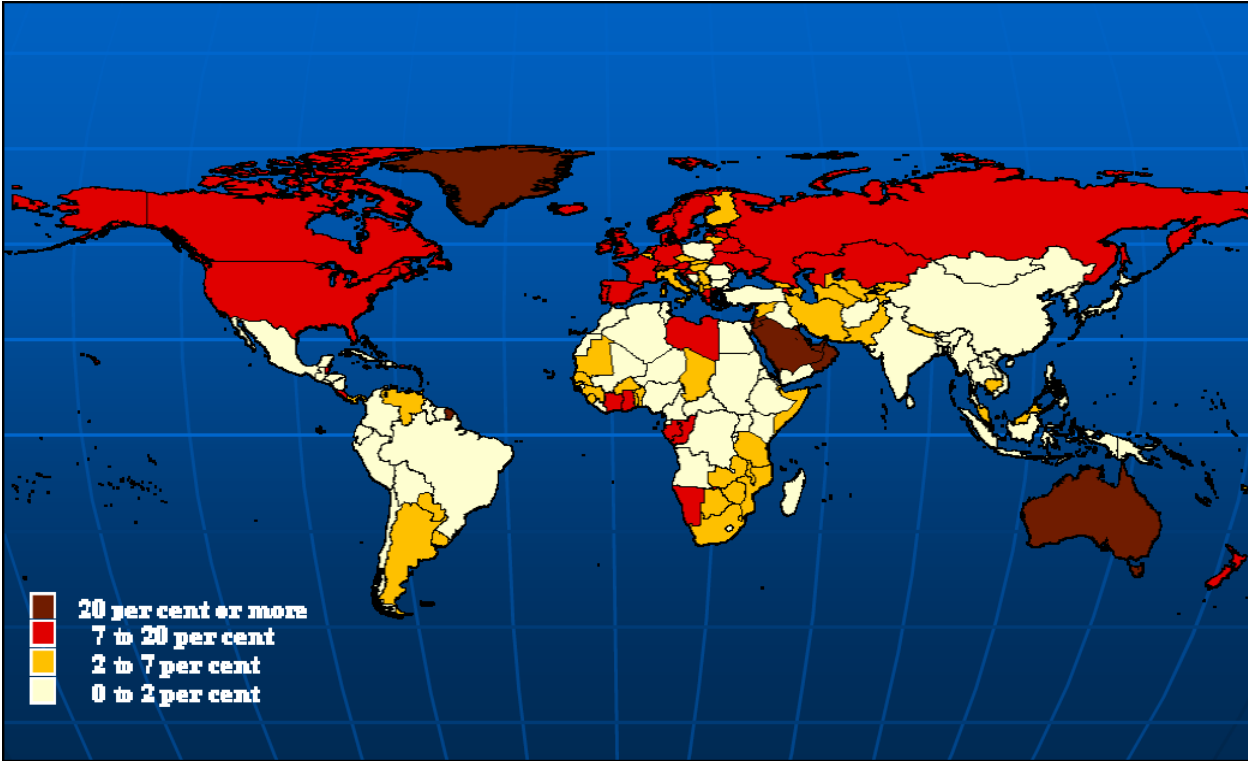 20 per cent or more
7 to 20 per cent
2 to 7 per cent
0 to 2 per cent